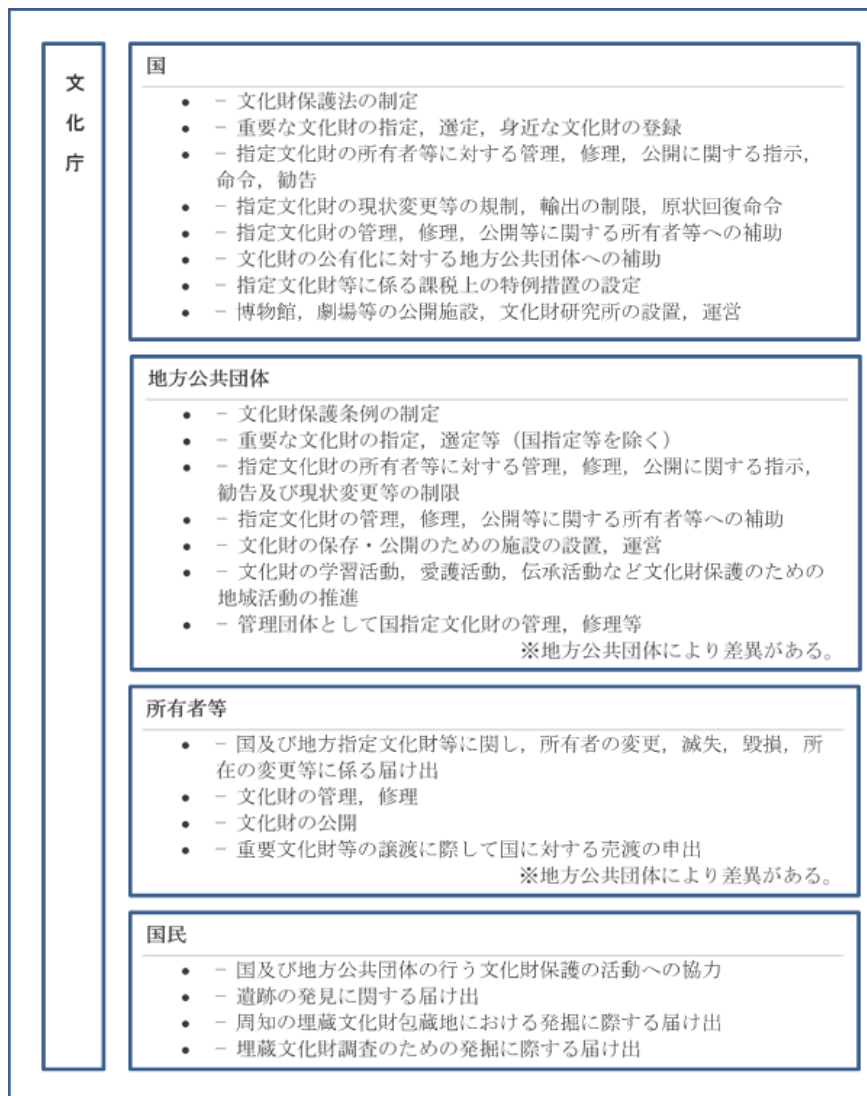 文化庁
国
• － 文化財保護法の制定
• － 重要な文化財の指定，選定，身近な文化財の登録
• － 指定文化財の所有者等に対する管理，修理，公開に関する指示，
命令，勧告
• － 指定文化財の現状変更等の規制，輸出の制限，原状回復命令
• － 指定文化財の管理，修理，公開等に関する所有者等への補助
• － 文化財の公有化に対する地方公共団体への補助
• － 指定文化財等に係る課税上の特例措置の設定
• － 博物館，劇場等の公開施設，文化財研究所の設置，運営
地方公共団体
• － 文化財保護条例の制定
• － 重要な文化財の指定，選定等（国指定等を除く）
• － 指定文化財の所有者等に対する管理，修理，公開に関する指示，
勧告及び現状変更等の制限
• － 指定文化財の管理，修理，公開等に関する所有者等への補助
• － 文化財の保存・公開のための施設の設置，運営
• － 文化財の学習活動，愛護活動，伝承活動など文化財保護のための
地域活動の推進
• － 管理団体として国指定文化財の管理，修理等
※地方公共団体により差異がある。
所有者等
• － 国及び地方指定文化財等に関し，所有者の変更，滅失，毀損，所
在の変更等に係る届け出
• － 文化財の管理，修理
• － 文化財の公開
• － 重要文化財等の譲渡に際して国に対する売渡の申出
※地方公共団体により差異がある。
国民
• － 国及び地方公共団体の行う文化財保護の活動への協力
• － 遺跡の発見に関する届け出
• － 周知の埋蔵文化財包蔵地における発掘に際する届け出
• － 埋蔵文化財調査のための発掘に際する届け出